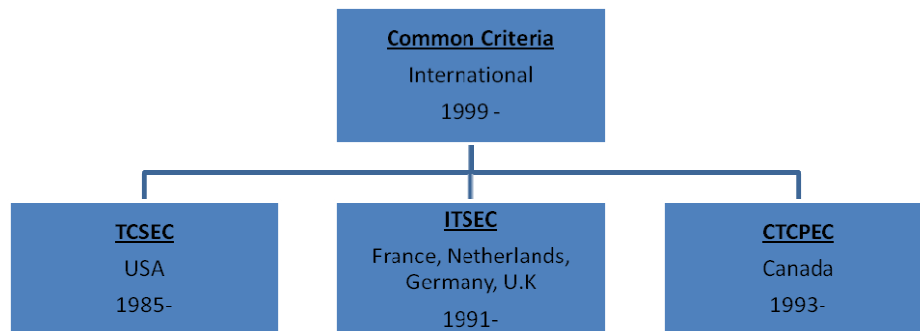 Common Criteria
International
1999 -
TCSEC
USA
1985-
ITSEC
France, Netherlands,
Germany, U.K
1991-
CTCPEC
Canada
1993-